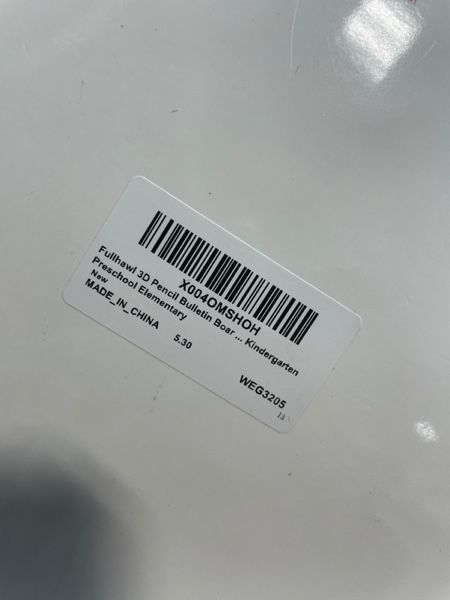 X004OMSHOH
Fullhawl 3D Pencil Bulletin Boar ... Kindergarten
Preschool Elementary
New
MADE_IN_CHINA
5.30
WEG3205